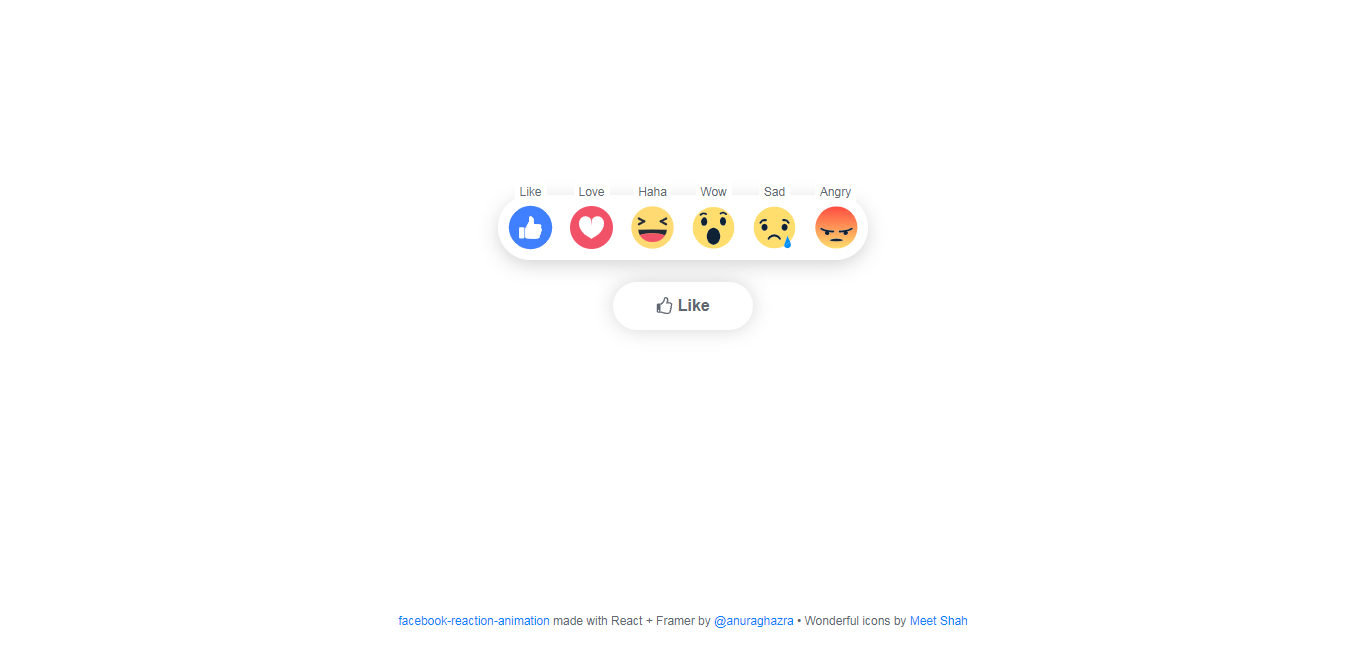 Like Love Haha Wow Sad Angry
Like
facebook-reaction-animation made with React + Framer by @anuraghazra • Wonderful icons by Meet Shah